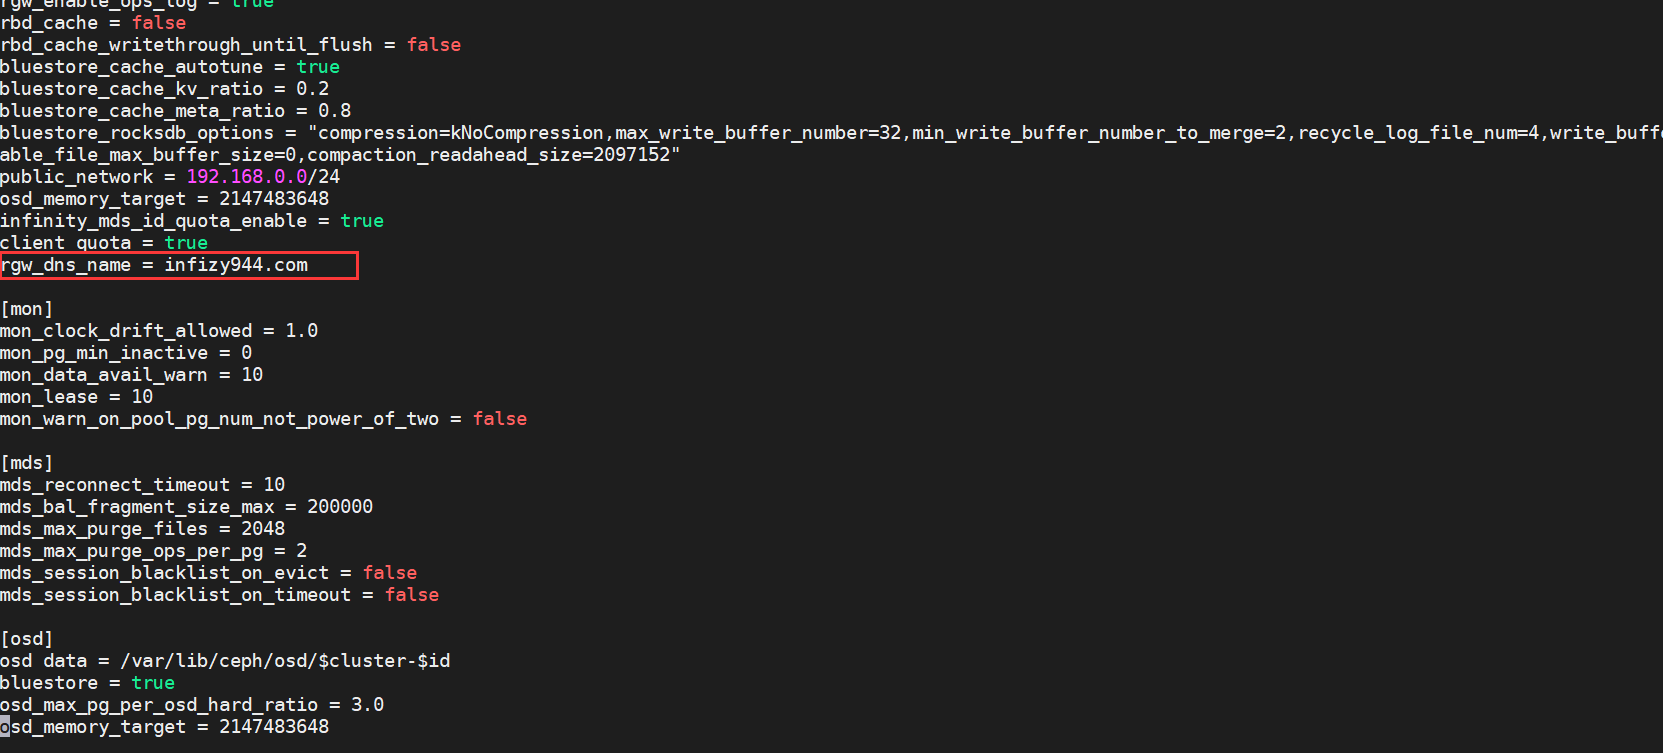 rgw_enable_ops_log = true
rbd_cache = false
rbd_cache_writethrough_until_flush = false
bluestore_cache_autotune = true
bluestore_cache_kv_ratio = 0.2
bluestore_cache_meta_ratio = 0.8
bluestore_rocksdb_options = "compression=kNoCompression,max_write_buffer_number=32,min_write_buffer_number_to_merge=2,recycle_log_file_num=4,write_buff
able_file_max_buffer_size=0,compaction_readahead_size=2097152"
public_network = 192.168.0.0/24
osd_memory_target = 2147483648
infinity_mds_id_quota_enable = true
client_quota = true
rgw_dns_name = infizy944.com
[mon]
mon_clock_drift_allowed = 1.0
mon_pg_min_inactive = 0
mon_data_avail_warn = 10
mon_lease = 10
mon_warn_on_pool_pg_num_not_power_of_two = false
[mds]
mds_reconnect_timeout = 10
mds_bal_fragment_size_max = 200000
mds_max_purge_files = 2048
mds_max_purge_ops_per_pg = 2
mds_session_blacklist_on_evict = false
mds_session_blacklist_on_timeout = false
[osd]
osd data = /var/lib/ceph/osd/$cluster-$id
bluestore = true
osd_max_pg_per_osd_hard_ratio = 3.0
osd_memory_target = 2147483648